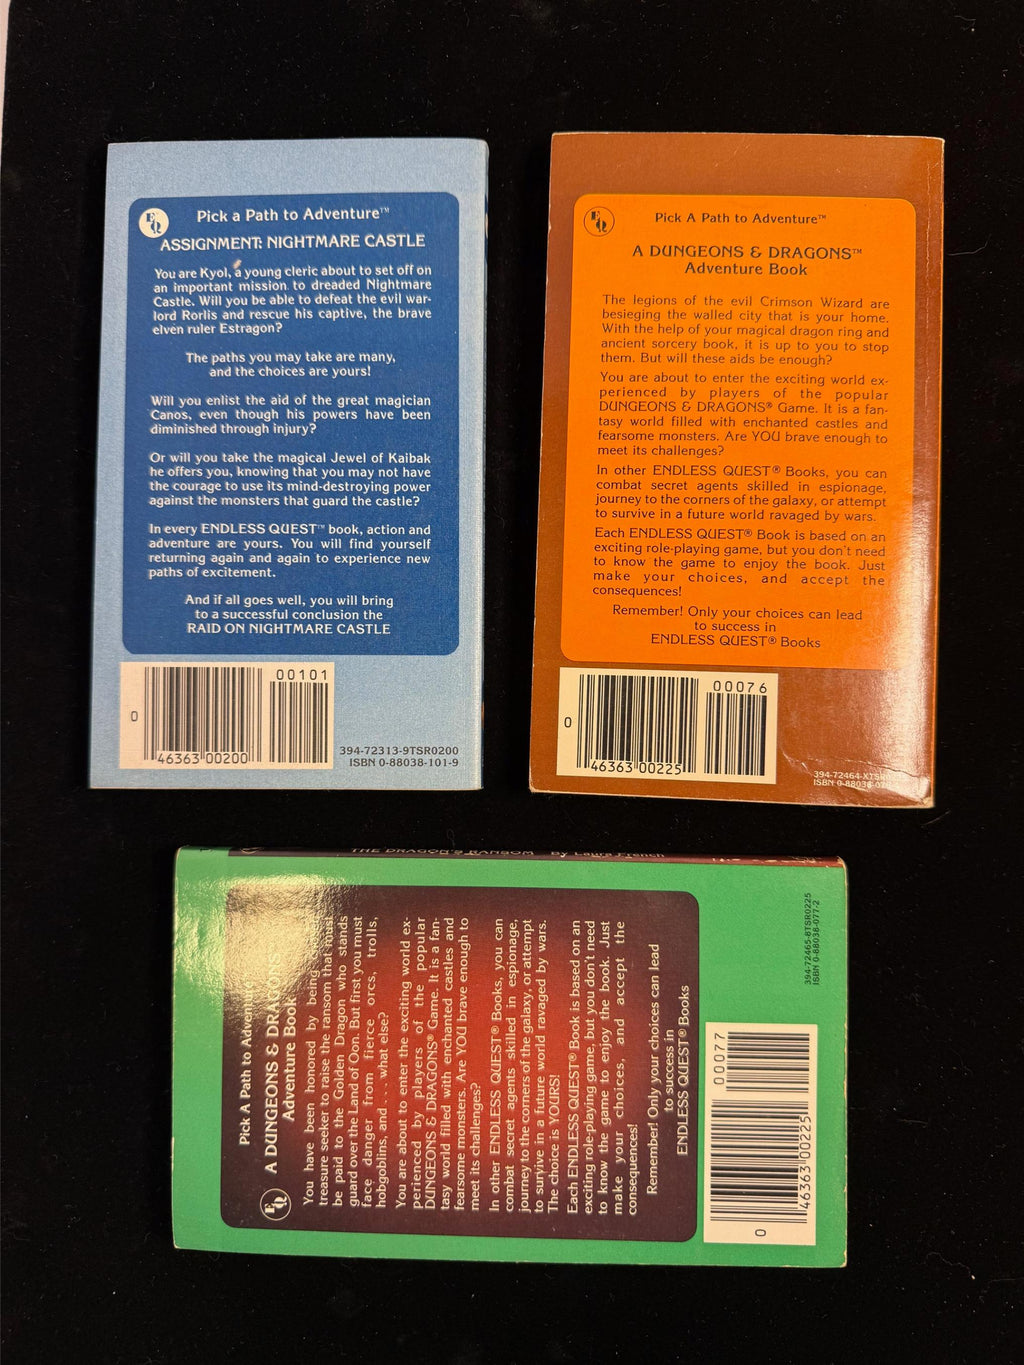 EQ
Pick a Path to Adventure™
ASSIGNMENT: NIGHTMARE CASTLE
You are Kyol, a young cleric about to set off on
an important mission to dreaded Nightmare
Castle. Will you be able to defeat the evil war-
lord Rorlis and rescue his captive, the brave
elven ruler Estragon?
The paths you may take are many,
and the choices are yours!
Will you enlist the aid of the great magician
Canos, even though his powers have been
diminished through injury?
Or will you take the magical Jewel of Kaibak
he offers you, knowing that you may not have
the courage to use its mind-destroying power
against the monsters that guard the castle?
In every ENDLESS QUEST™ book, action and
adventure are yours. You will find yourself
returning again and again to experience new
paths of excitement.
And if all goes well, you will bring
to a successful conclusion the
RAID ON NIGHTMARE CASTLE
00101
0
46363 00200
394-72313-9TSR0200
ISBN 0-88038-101-9
EQ
Pick A Path to Adventure™
A DUNGEONS & DRAGONS™
Adventure Book
The legions of the evil Crimson Wizard are
besieging the walled city that is your home.
With the help of your magical dragon ring and
ancient sorcery book, it is up to you to stop
them. But will these aids be enough?
You are about to enter the exciting world ex-
perienced by players of the popular
DUNGEONS & DRAGONS® Game. It is a fan-
tasy world filled with enchanted castles and
fearsome monsters. Are YOU brave enough to
meet its challenges?
In other ENDLESS QUEST® Books, you can
combat secret agents skilled in espionage,
journey to the corners of the galaxy, or attempt
to survive in a future world ravaged by wars.
Each ENDLESS QUEST® Book is based on an
exciting role-playing game, but you don't need
to know the game to enjoy the book. Just
make your choices, and accept the
consequences!
Remember! Only your choices can lead
to success in
ENDLESS QUEST® Books
00076
0
46363 00225
394-72464-XTSR
ISBN 0-88038-
THE DRAGON'S RANSOM By Laura French
EQ
Pick A Path to Adventure
A DUNGEONS &
Adventure Book
You have been honored by being
treasure seeker to raise the ransom that must
be paid to the Golden Dragon who stands
guard over the Land of Oon. But first you must
face danger from fierce orcs, trolls,
hobgoblins, and . . . what else?
You are about to enter the exciting world ex-
perienced by players of the popular
DUNGEONS & DRAGONS® Game. It is a fan-
tasy world filled with enchanted castles and
fearsome monsters. Are YOU brave enough to
meet its challenges?
In other ENDLESS QUEST® Books, you can
combat secret agents skilled in espionage,
journey to the corners of the galaxy, or attempt
to survive in a future world ravaged by wars.
The choice is YOURS!
Each ENDLESS QUEST® Book is based on an
exciting role-playing game, but you don't need
to know the game to enjoy the book. Just
make your choices, and accept the
consequences!
Remember! Only your choices can lead
to success in
ENDLESS QUEST® Books
00077
0
46363 00225
394-72465-8TSR0225
ISBN 0-88038-077-2